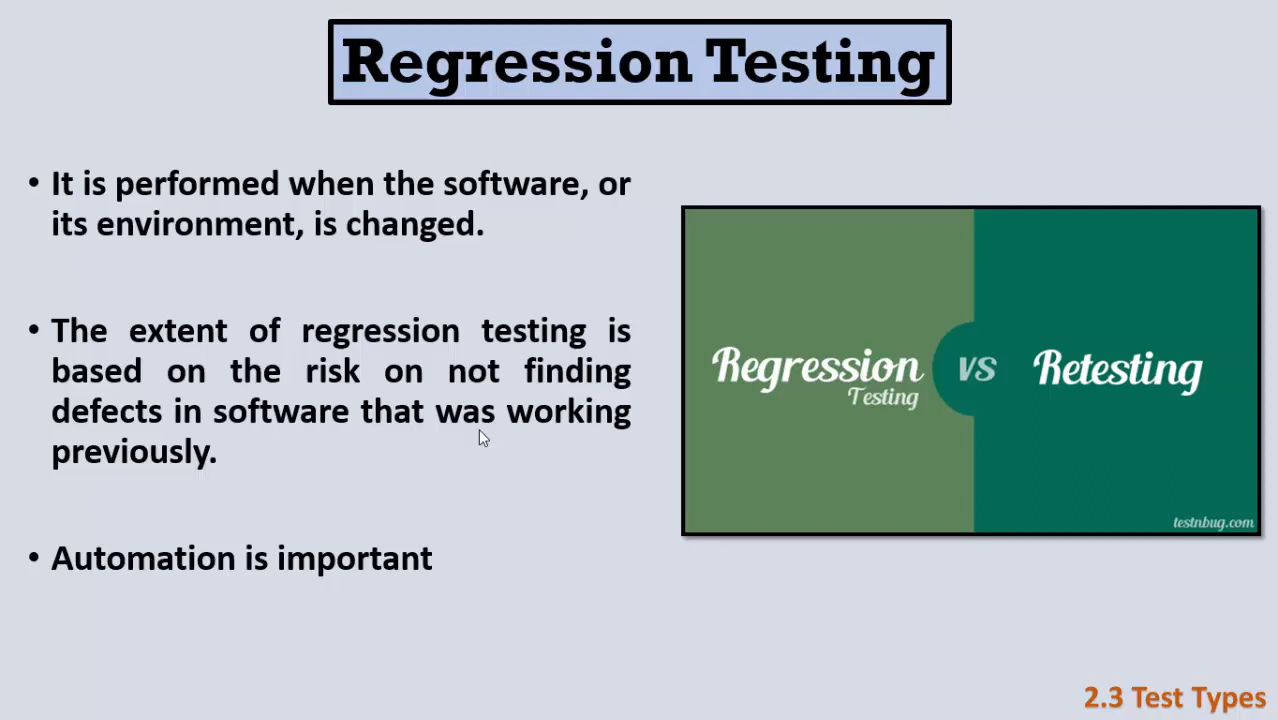 Regression Testing
• It is performed when the software, or
its environment, is changed.
• The extent of regression testing is
based on the risk on not finding
defects in software that was working
previously.
• Automation is important
Regression
Testing
vs
Retesting
testnbug.com
2.3 Test Types